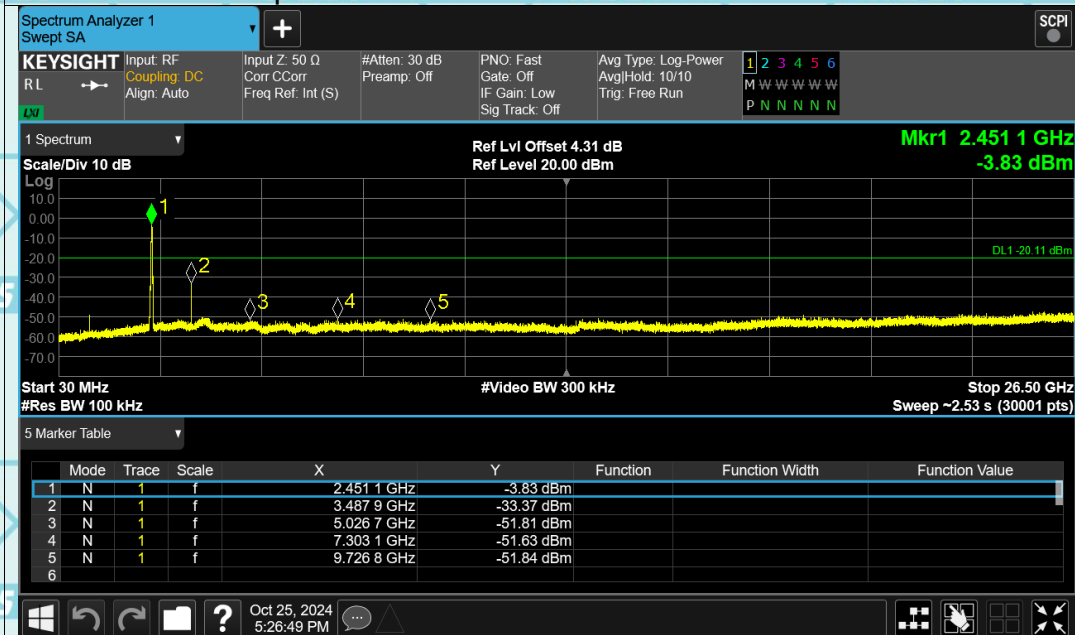 Spectrum Analyzer 1
Swept SA
+
SCPI
KEYSIGHT
R L
LXI
Input: RF
Coupling: DC
Align: Auto
Input Z: 50 Ω
Corr CCorr
Freq Ref: Int (S)
#Atten: 30 dB
Preamp: Off
PNO: Fast
Gate: Off
IF Gain: Low
Sig Track: Off
Avg Type: Log-Power
Avg|Hold: 10/10
Trig: Free Run
1 2 3 4 5 6
M W W W W W
P N N N N N
1 Spectrum
Scale/Div 10 dB
Ref Lvl Offset 4.31 dB
Ref Level 20.00 dBm
Mkr1 2.451 1 GHz
-3.83 dBm
Log
10.0
0.00
-10.0
-20.0
-30.0
-40.0
-50.0
-60.0
-70.0
1
2
3
4
5
DL1 -20.11 dBm
Start 30 MHz
#Video BW 300 kHz
Stop 26.50 GHz
#Res BW 100 kHz
Sweep ~2.53 s (30001 pts)
5 Marker Table
Mode Trace Scale X Y Function Function Width Function Value
1 N 1 f 2.451 1 GHz -3.83 dBm
2 N 1 f 3.487 9 GHz -33.37 dBm
3 N 1 f 5.026 7 GHz -51.81 dBm
4 N 1 f 7.303 1 GHz -51.63 dBm
5 N 1 f 9.726 8 GHz -51.84 dBm
6
?
Oct 25, 2024
5:26:49 PM